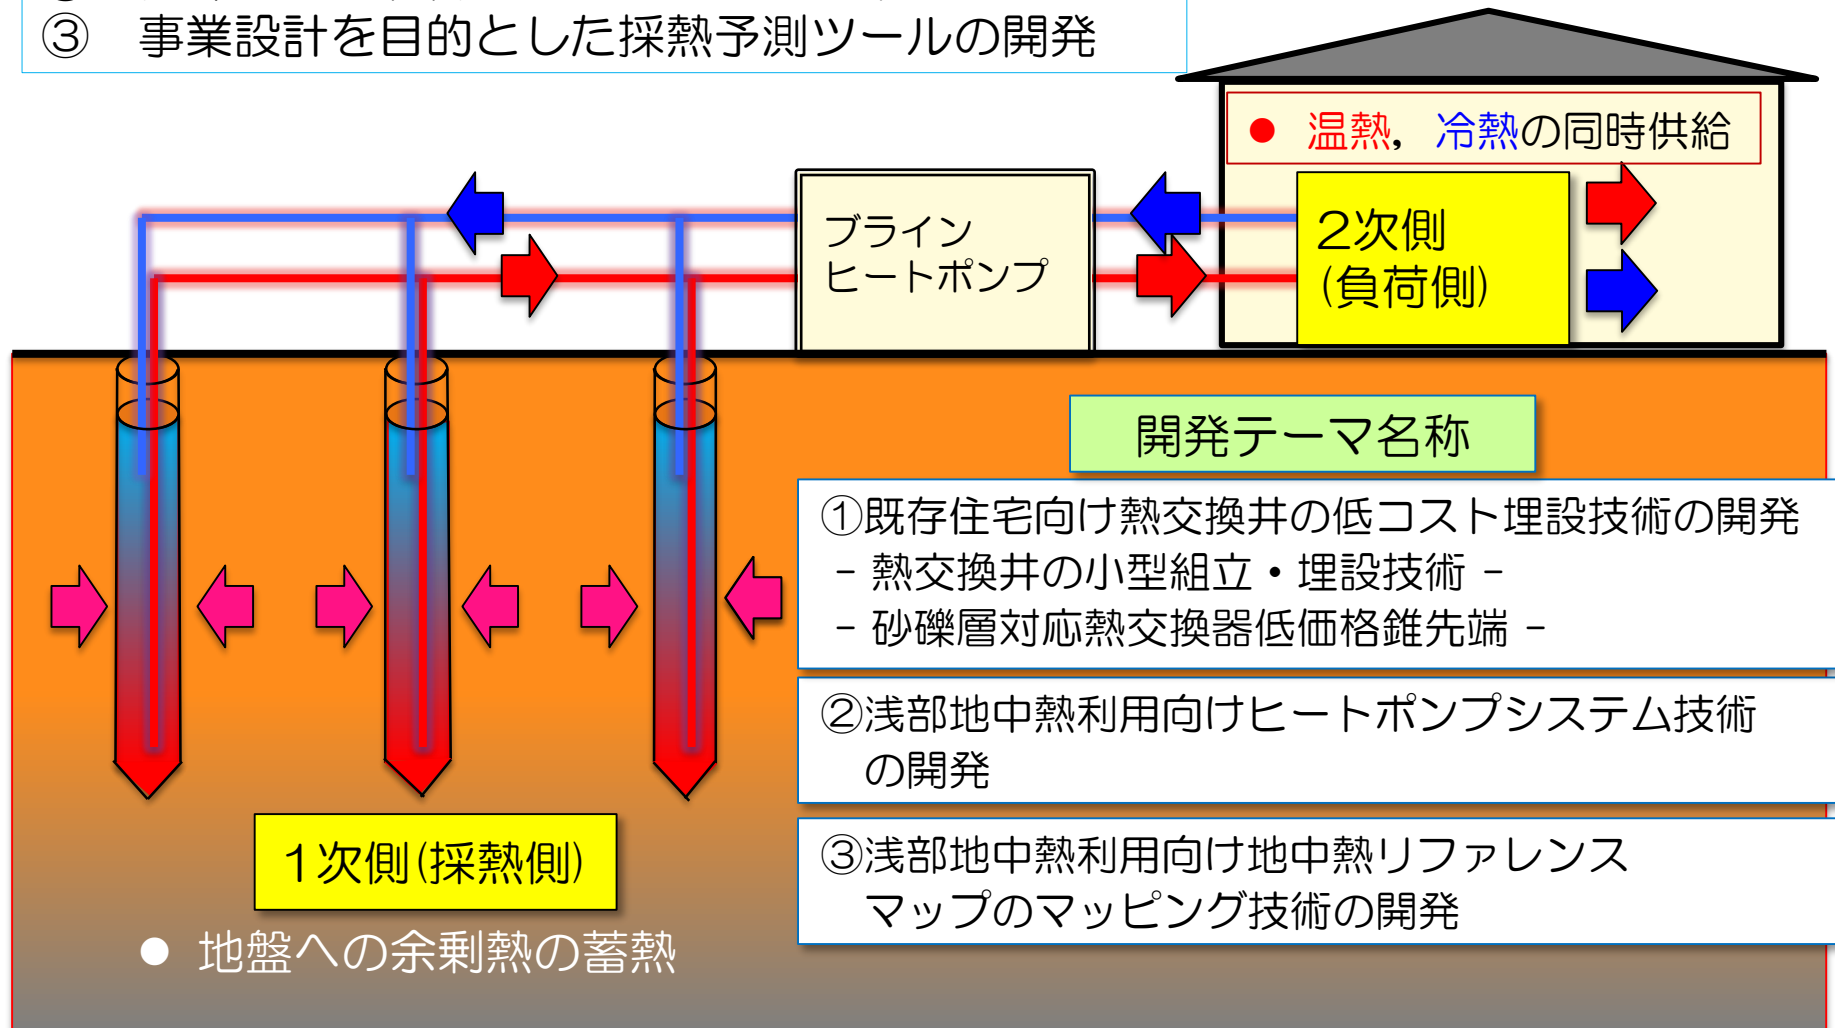 ③ 事業設計を目的とした採熱予測ツールの開発
● 温熱，冷熱の同時供給
ブライン
ヒートポンプ
２次側
(負荷側)
開発テーマ名称
①既存住宅向け熱交換井の低コスト埋設技術の開発
- 熱交換井の小型組立・埋設技術 -
- 砂礫層対応熱交換器低価格錐先端 -
②浅部地中熱利用向けヒートポンプシステム技術
の開発
③浅部地中熱利用向け地中熱リファレンス
マップのマッピング技術の開発
１次側(採熱側)
● 地盤への余剰熱の蓄熱